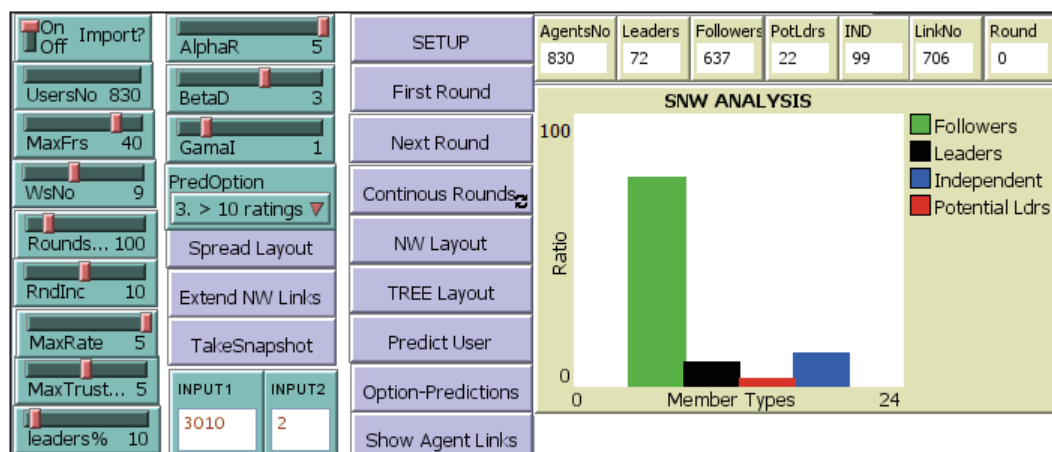 On
Off
Import?
UsersNo 830
MaxFrs 40
WsNo 9
Rounds... 100
RndInc 10
MaxRate 5
MaxTrust... 5
leaders% 10
AlphaR 5
BetaD 3
GamaI 1
PredOption
3. > 10 ratings
Spread Layout
Extend NW Links
TakeSnapshot
INPUT1
3010
INPUT2
2
SETUP
First Round
Next Round
Continous Rounds
NW Layout
TREE Layout
Predict User
Option-Predictions
Show Agent Links
AgentsNo Leaders Followers PotLdrs IND LinkNo Round
830 72 637 22 99 706 0
SNW ANALYSIS
100
Ratio
0
0 Member Types 24
Followers
Leaders
Independent
Potential Ldrs